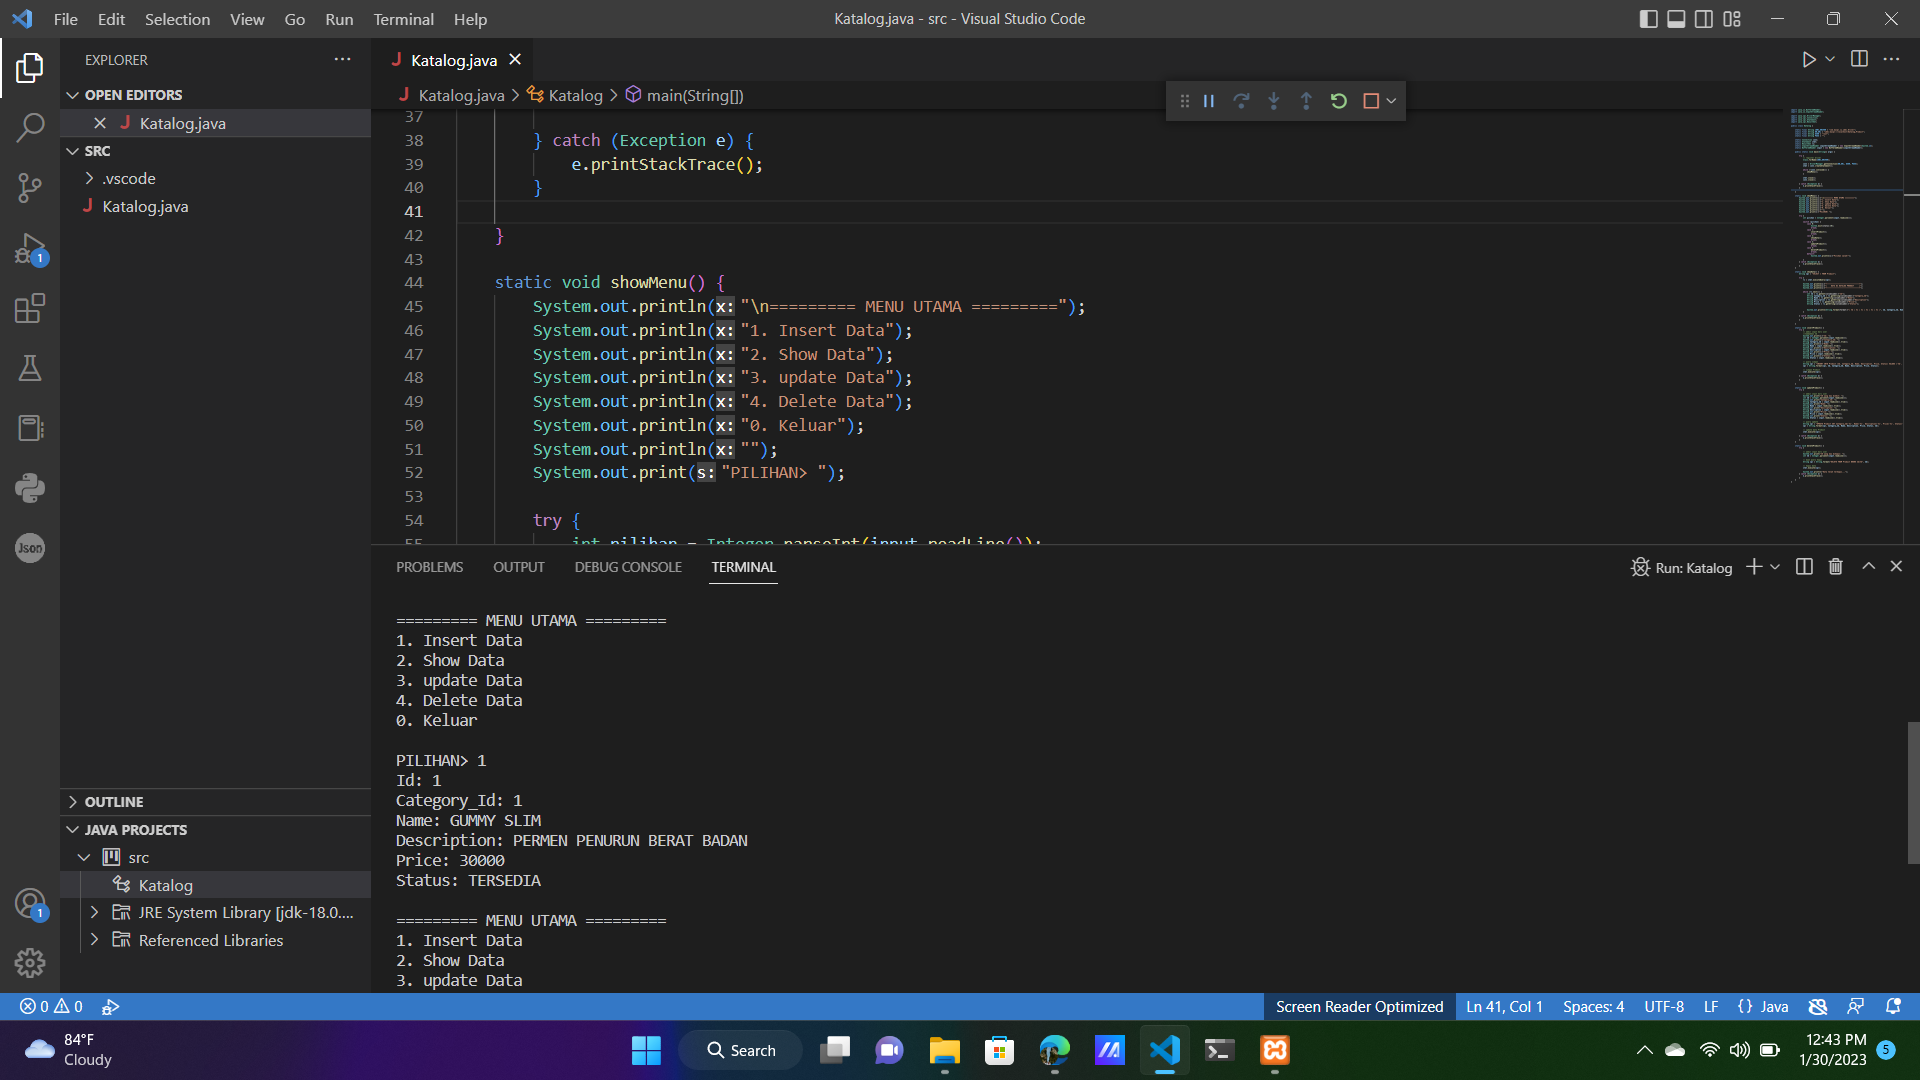 File Edit Selection View Go Run Terminal Help
Katalog.java - src - Visual Studio Code
EXPLORER
OPEN EDITORS
Katalog.java
SRC
.vscode
Katalog.java
OUTLINE
JAVA PROJECTS
src
Katalog
JRE System Library [jdk-18.0....
Referenced Libraries
1
1
Json
Katalog.java
Katalog.java > Katalog > main(String[])
37
38 } catch (Exception e) {
39 e.printStackTrace();
40 }
41
42 }
43
44 static void showMenu() {
45 System.out.println(x: "\n========= MENU UTAMA =========");
46 System.out.println(x: "1. Insert Data");
47 System.out.println(x: "2. Show Data");
48 System.out.println(x: "3. update Data");
49 System.out.println(x: "4. Delete Data");
50 System.out.println(x: "0. Keluar");
51 System.out.println(x: "");
52 System.out.print(s: "PILIHAN> ");
53
54 try {
55 int pilihan = Integer.parseInt(input.readLine());
PROBLEMS OUTPUT DEBUG CONSOLE TERMINAL
Run: Katalog
========= MENU UTAMA =========
1. Insert Data
2. Show Data
3. update Data
4. Delete Data
0. Keluar
PILIHAN> 1
Id: 1
Category_Id: 1
Name: GUMMY SLIM
Description: PERMEN PENURUN BERAT BADAN
Price: 30000
Status: TERSEDIA
========= MENU UTAMA =========
1. Insert Data
2. Show Data
3. update Data
0 0
Screen Reader Optimized Ln 41, Col 1 Spaces: 4 UTF-8 LF {} Java
84°F
Cloudy
Search
12:43 PM
1/30/2023
5